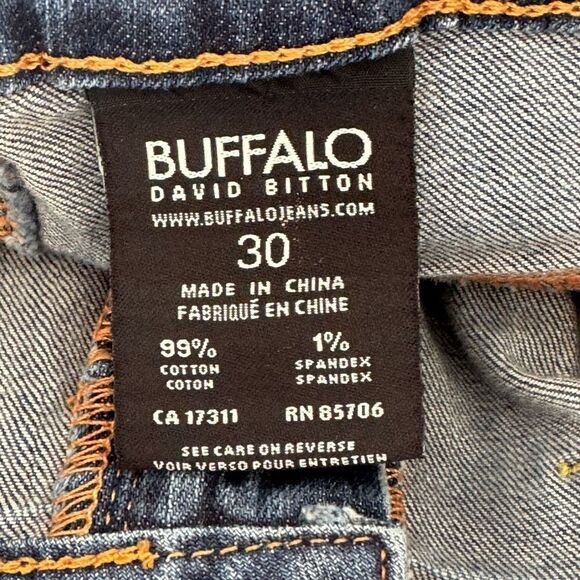 BUFFALO
DAVID BITTON
WWW.BUFFALOJEANS.COM
30
MADE IN CHINA
FABRIQUÉ EN CHINE
99% 1%
COTTON SPANDEX
COTON SPANDEX
CA 17311 RN 85706
SEE CARE ON REVERSE
VOIR VERSO POUR ENTRETIEN